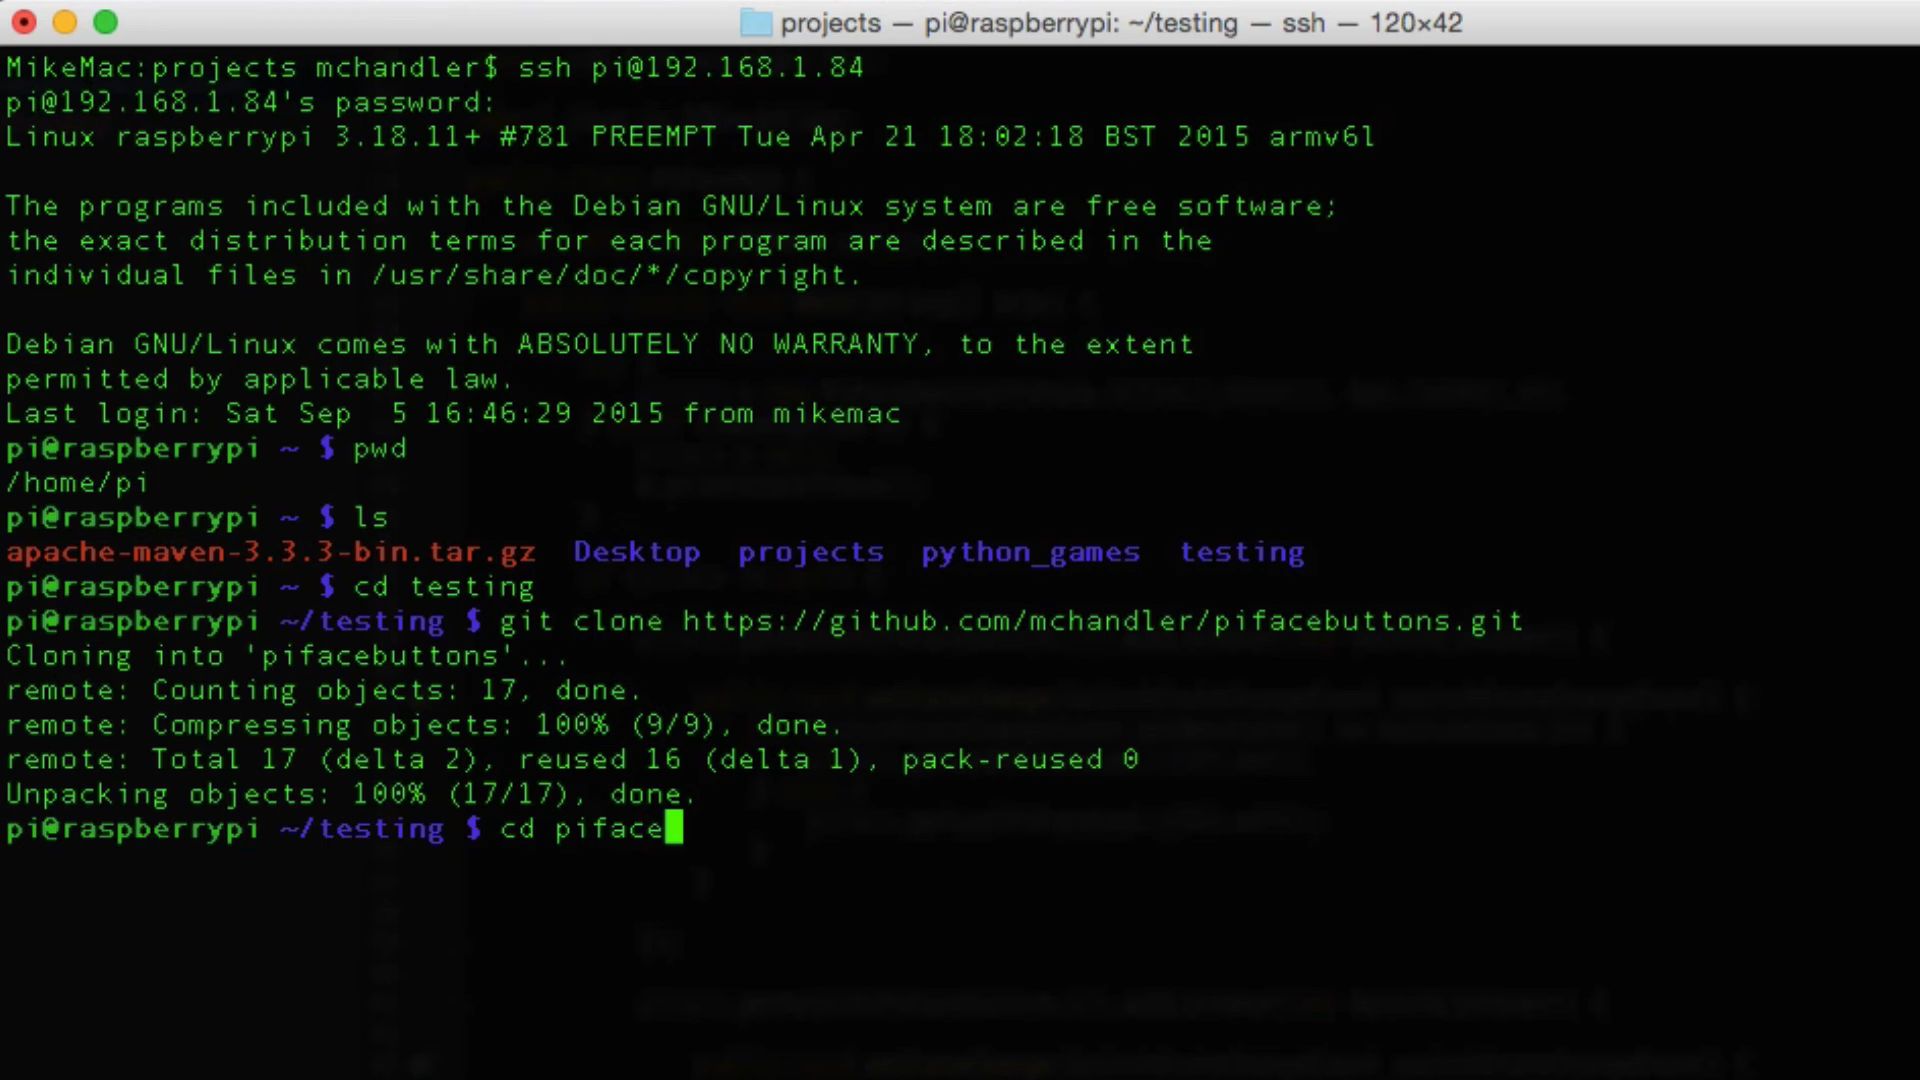 projects — pi@raspberrypi: ~/testing — ssh — 120×42
MikeMac:projects mchandler$ ssh pi@192.168.1.84
pi@192.168.1.84's password:
Linux raspberrypi 3.18.11+ #781 PREEMPT Tue Apr 21 18:02:18 BST 2015 armv6l
The programs included with the Debian GNU/Linux system are free software;
the exact distribution terms for each program are described in the
individual files in /usr/share/doc/*/copyright.
Debian GNU/Linux comes with ABSOLUTELY NO WARRANTY, to the extent
permitted by applicable law.
Last login: Sat Sep  5 16:46:29 2015 from mikemac
pi@raspberrypi ~ $ pwd
/home/pi
pi@raspberrypi ~ $ ls
apache-maven-3.3.3-bin.tar.gz  Desktop  projects  python_games  testing
pi@raspberrypi ~ $ cd testing
pi@raspberrypi ~/testing $ git clone https://github.com/mchandler/pifacebuttons.git
Cloning into 'pifacebuttons'...
remote: Counting objects: 17, done.
remote: Compressing objects: 100% (9/9), done.
remote: Total 17 (delta 2), reused 16 (delta 1), pack-reused 0
Unpacking objects: 100% (17/17), done.
pi@raspberrypi ~/testing $ cd piface